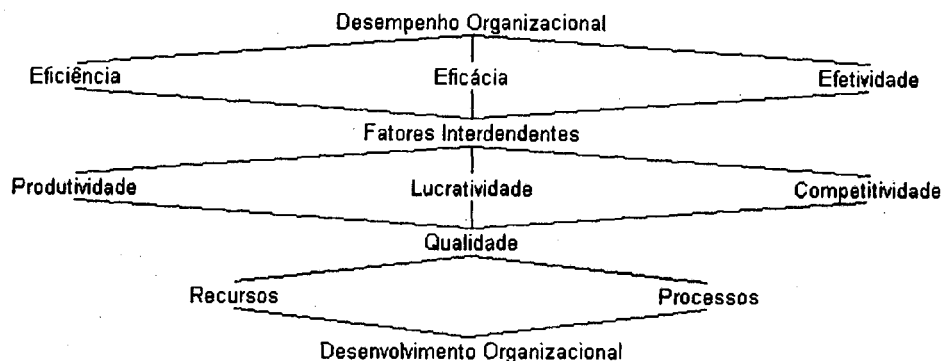 Desempenho Organizacional
Eficiência Eficácia Efetividade
Fatores Interdendentes
Produtividade Lucratividade Competitividade
Qualidade
Recursos Processos
Desenvolvimento Organizacional